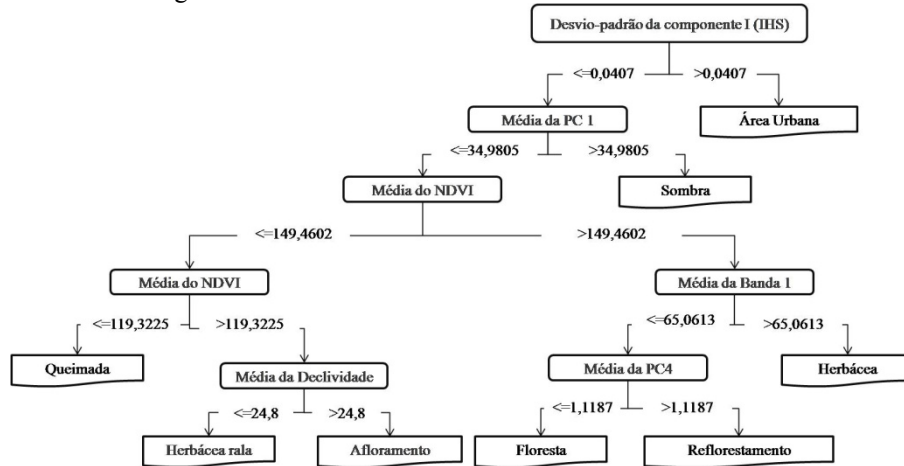 Desvio-padrão da componente I (IHS)
<=0,0407
>0,0407
Média da PC 1
Área Urbana
<=34,9805
>34,9805
Média do NDVI
Sombra
<=149,4602
>149,4602
Média do NDVI
Média da Banda 1
<=119,3225
>119,3225
<=65,0613
>65,0613
Queimada
Média da Declividade
Média da PC4
Herbácea
<=24,8
>24,8
<=1,1187
>1,1187
Herbácea rala
Afloramento
Floresta
Reflorestamento